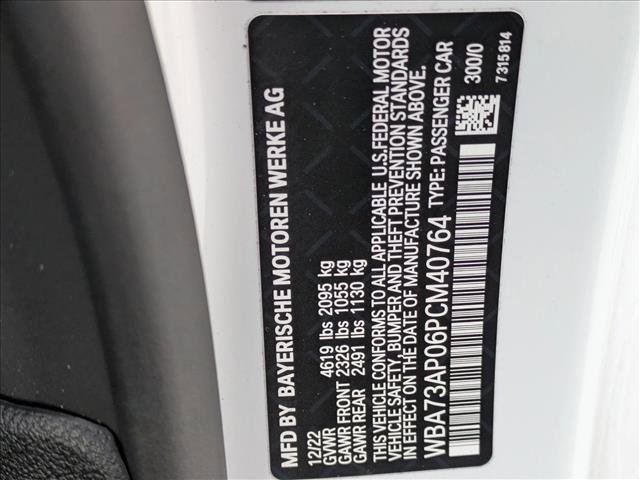 MFD BY BAYERISCHE MOTOREN WERKE AG
12/22
GVWR 4619 lbs 2095 kg
GAWR FRONT 2326 lbs 1055 kg
GAWR REAR 2491 lbs 1130 kg
THIS VEHICLE CONFORMS TO ALL APPLICABLE U.S.FEDERAL MOTOR
VEHICLE SAFETY, BUMPER AND THEFT PREVENTION STANDARDS
IN EFFECT ON THE DATE OF MANUFACTURE SHOWN ABOVE.
WBA73AP06PCM40764 TYPE: PASSENGER CAR
300/0
7315814